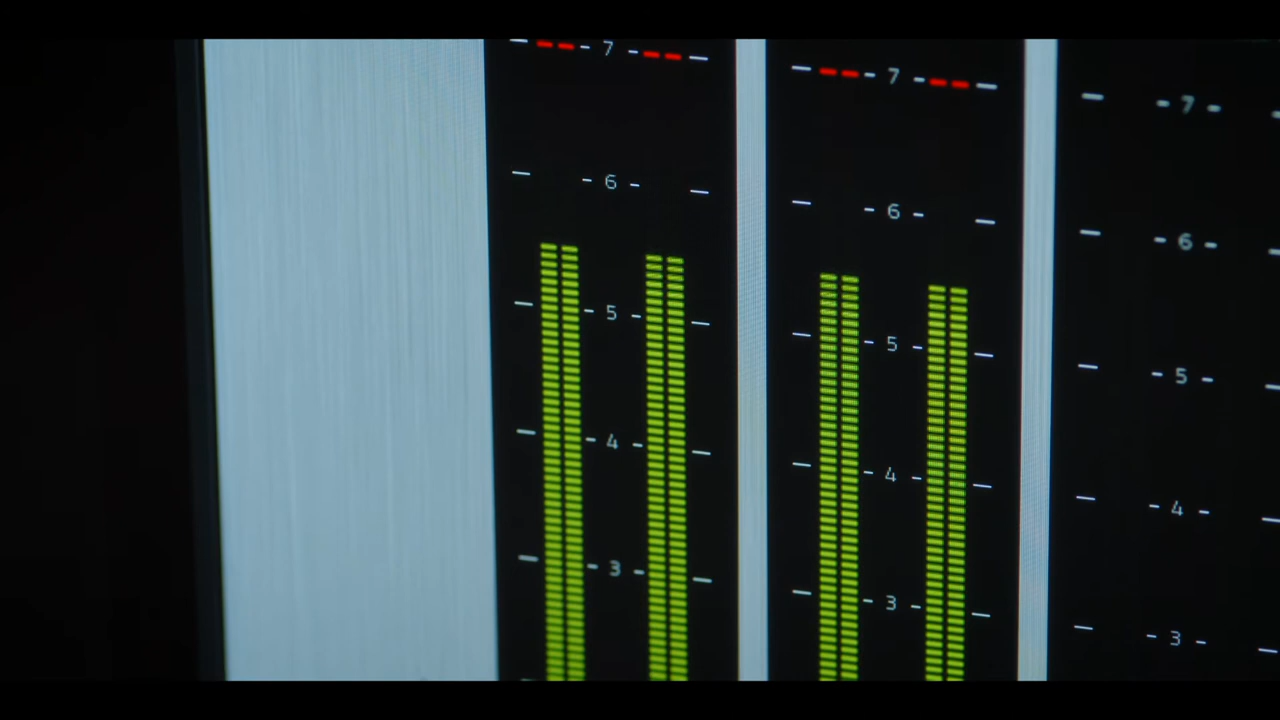 - 7 - - 7 - - 7 -
- 6 - - 6 - - 6 -
- 5 - - 5 - - 5 -
- 4 - - 4 - - 4 -
- 3 - - 3 - - 3 -